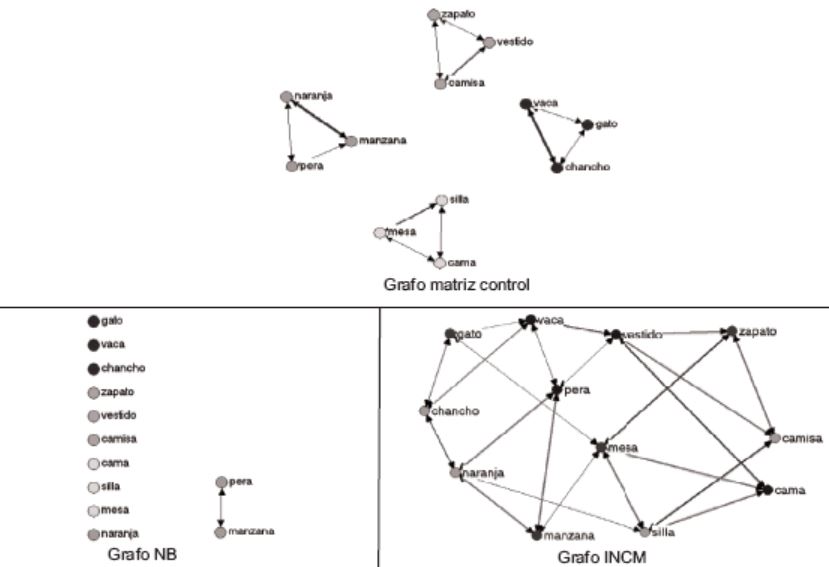 zapato
vestido
camisa
naranja
manzana
pera
vaca
gato
chancho
silla
mesa
cama
Grafo matriz control
gato
vaca
chancho
zapato
vestido
camisa
cama
silla
mesa
naranja
pera
manzana
Grafo NB
gato
vaca
vestido
zapato
pera
chancho
mesa
camisa
naranja
cama
manzana
silla
Grafo INCM